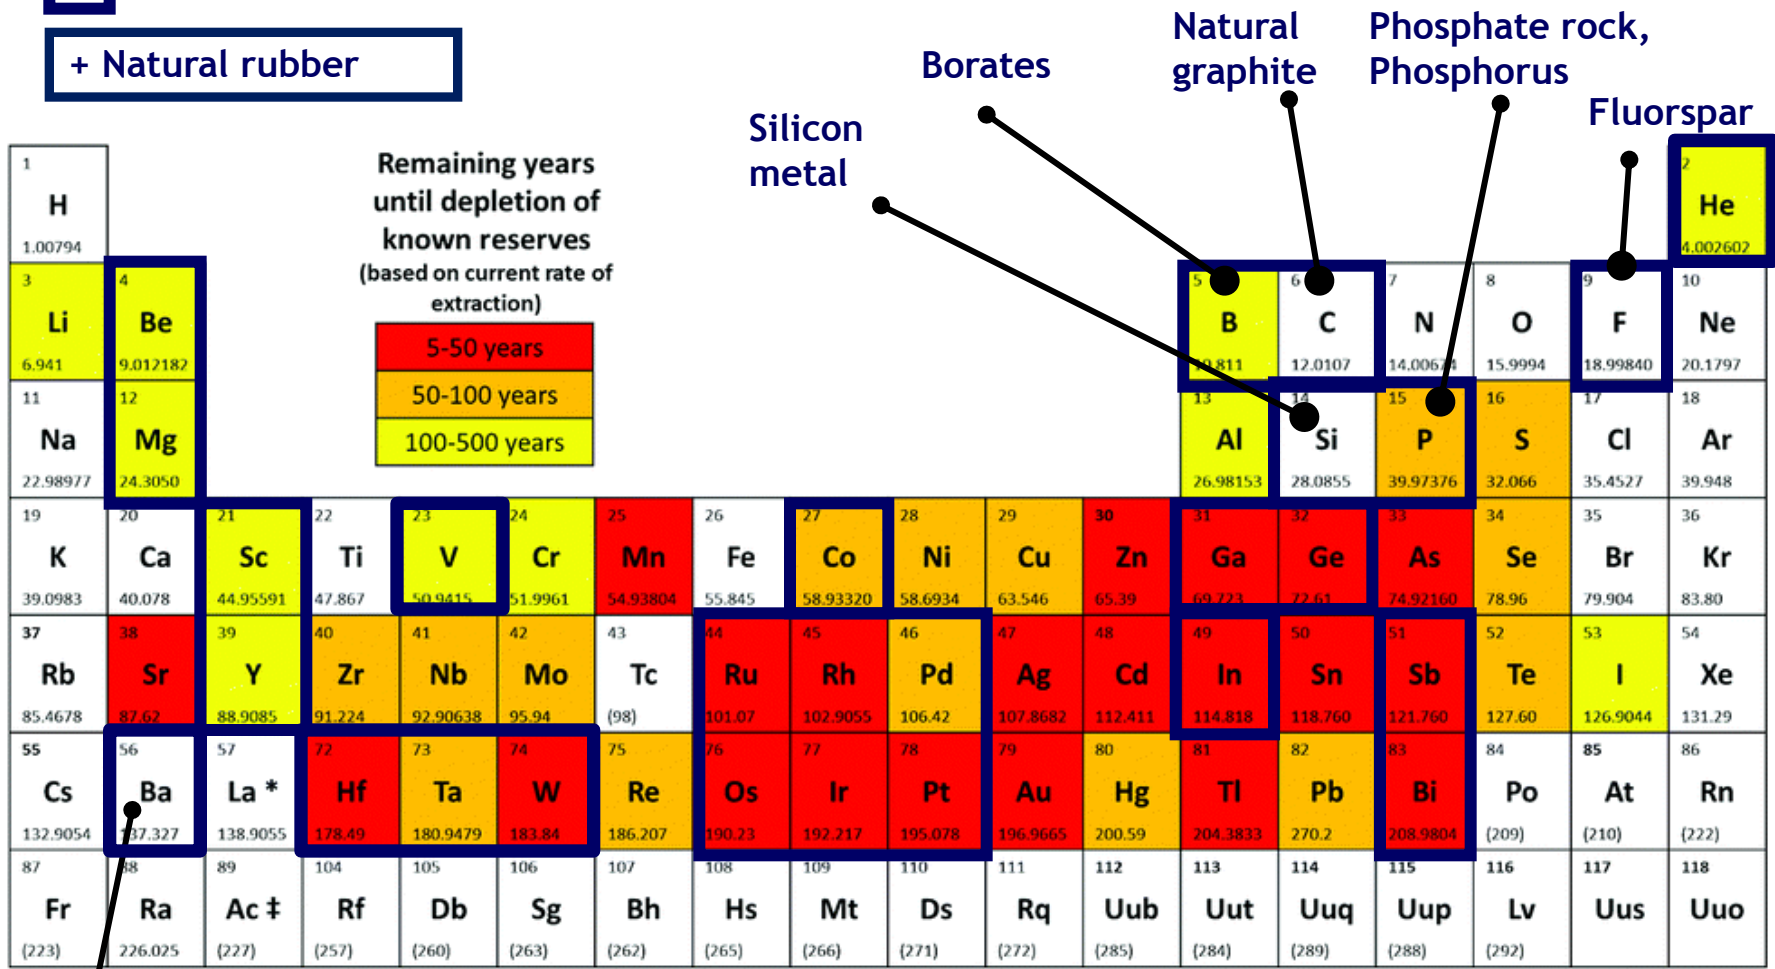 + Natural rubber
Silicon
metal
Borates
Natural
graphite
Phosphate rock,
Phosphorus
Fluorspar
Remaining years
until depletion of
known reserves
(based on current rate of
extraction)
5-50 years
50-100 years
100-500 years
1 2
H He
1.00794 4.002602
3 4 5 6 7 8 9 10
Li Be B C N O F Ne
6.941 9.012182 10.811 12.0107 14.00674 15.9994 18.99840 20.1797
11 12 13 14 15 16 17 18
Na Mg Al Si P S Cl Ar
22.98977 24.3050 26.98153 28.0855 39.97376 32.066 35.4527 39.948
19 20 21 22 23 24 25 26 27 28 29 30 31 32 33 34 35 36
K Ca Sc Ti V Cr Mn Fe Co Ni Cu Zn Ga Ge As Se Br Kr
39.0983 40.078 44.95591 47.867 50.9415 51.9961 54.93804 55.845 58.93320 58.6934 63.546 65.39 69.723 72.61 74.92160 78.96 79.904 83.80
37 38 39 40 41 42 43 44 45 46 47 48 49 50 51 52 53 54
Rb Sr Y Zr Nb Mo Tc Ru Rh Pd Ag Cd In Sn Sb Te I Xe
85.4678 87.62 88.9085 91.224 92.90638 95.94 (98) 101.07 102.9055 106.42 107.8682 112.411 114.818 118.760 121.760 127.60 126.9044 131.29
55 56 57 72 73 74 75 76 77 78 79 80 81 82 83 84 85 86
Cs Ba La * Hf Ta W Re Os Ir Pt Au Hg Tl Pb Bi Po At Rn
132.9054 137.327 138.9055 178.49 180.9479 183.84 186.207 190.23 192.217 195.078 196.9665 200.59 204.3833 270.2 208.9804 (209) (210) (222)
87 88 89 104 105 106 107 108 109 110 111 112 113 114 115 116 117 118
Fr Ra Ac ‡ Rf Db Sg Bh Hs Mt Ds Rq Uub Uut Uuq Uup Lv Uus Uuo
(223) 226.025 (227) (257) (260) (263) (262) (265) (266) (271) (272) (285) (284) (289) (288) (292)